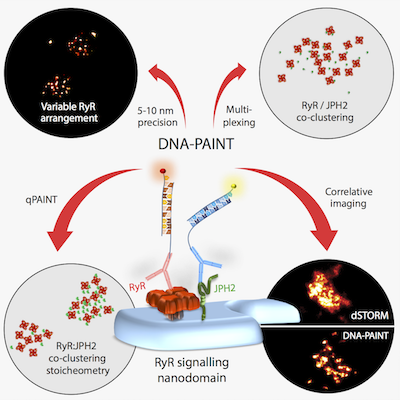 Variable RyR
arrangement
5-10 nm
precision
Multi-
plexing
RyR / JPH2
co-clustering
DNA-PAINT
qPAINT
Correlative
imaging
RyR
JPH2
dSTORM
DNA-PAINT
RyR:JPH2
co-clustering
stoicheometry
RyR signalling
nanodomain